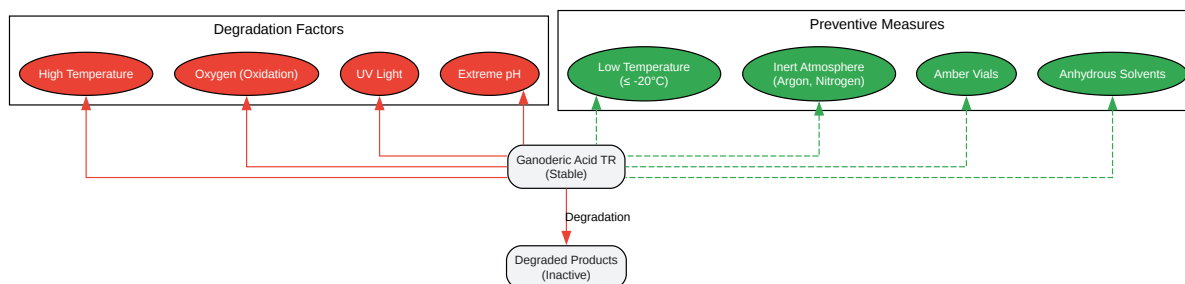 Degradation Factors
Preventive Measures
High Temperature
Oxygen (Oxidation)
UV Light
Extreme pH
Low Temperature
(≤ -20°C)
Inert Atmosphere
(Argon, Nitrogen)
Amber Vials
Anhydrous Solvents
Ganoderic Acid TR
(Stable)
Degradation
Degraded Products
(Inactive)